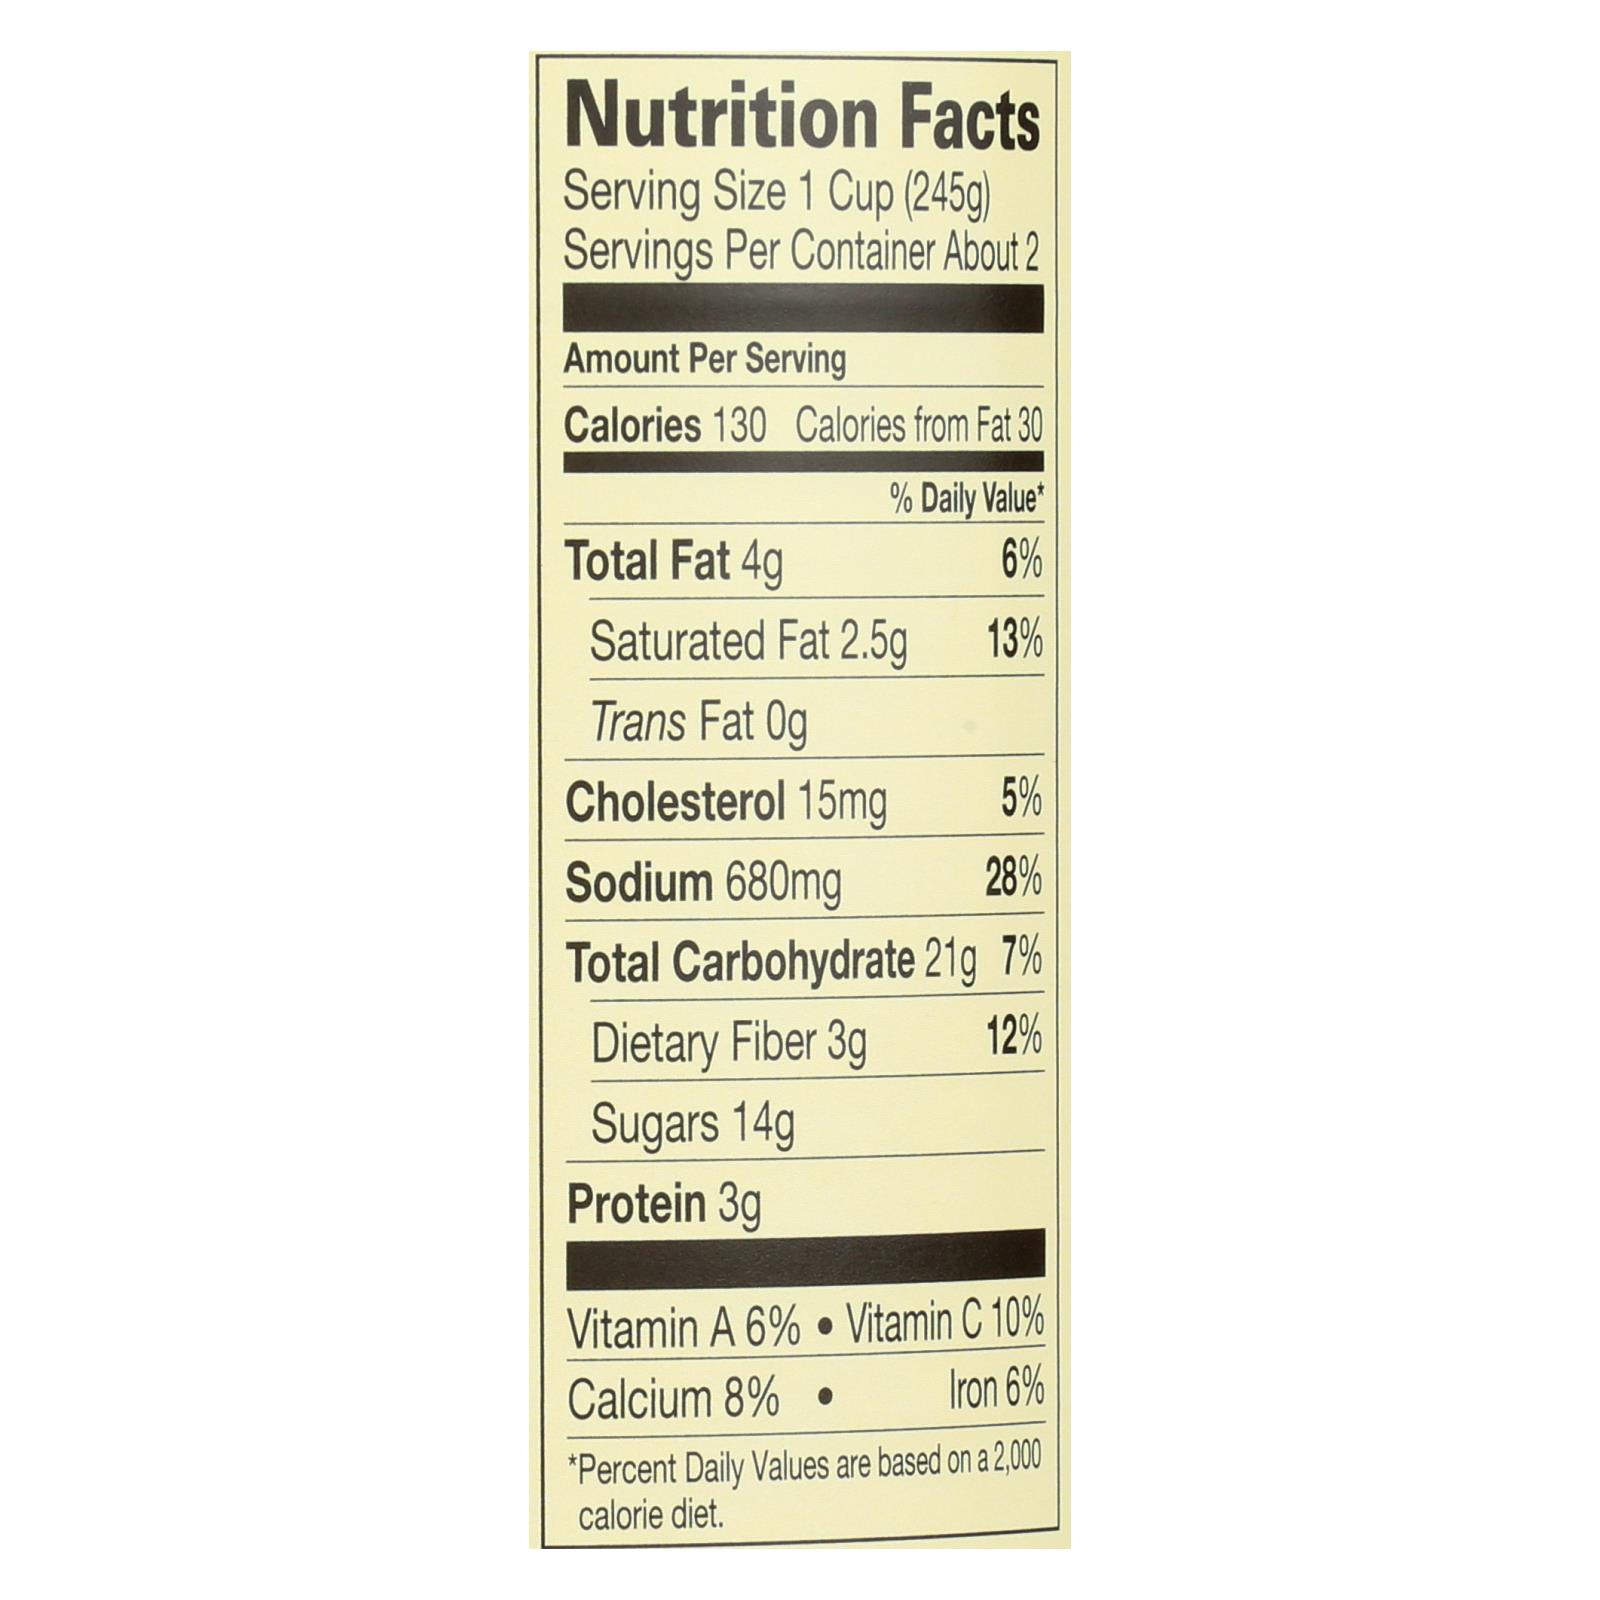 Nutrition Facts
Serving Size 1 Cup (245g)
Servings Per Container About 2
Amount Per Serving
Calories 130 Calories from Fat 30
% Daily Value*
Total Fat 4g 6%
Saturated Fat 2.5g 13%
Trans Fat 0g
Cholesterol 15mg 5%
Sodium 680mg 28%
Total Carbohydrate 21g 7%
Dietary Fiber 3g 12%
Sugars 14g
Protein 3g
Vitamin A 6% • Vitamin C 10%
Calcium 8% • Iron 6%
*Percent Daily Values are based on a 2,000
calorie diet.